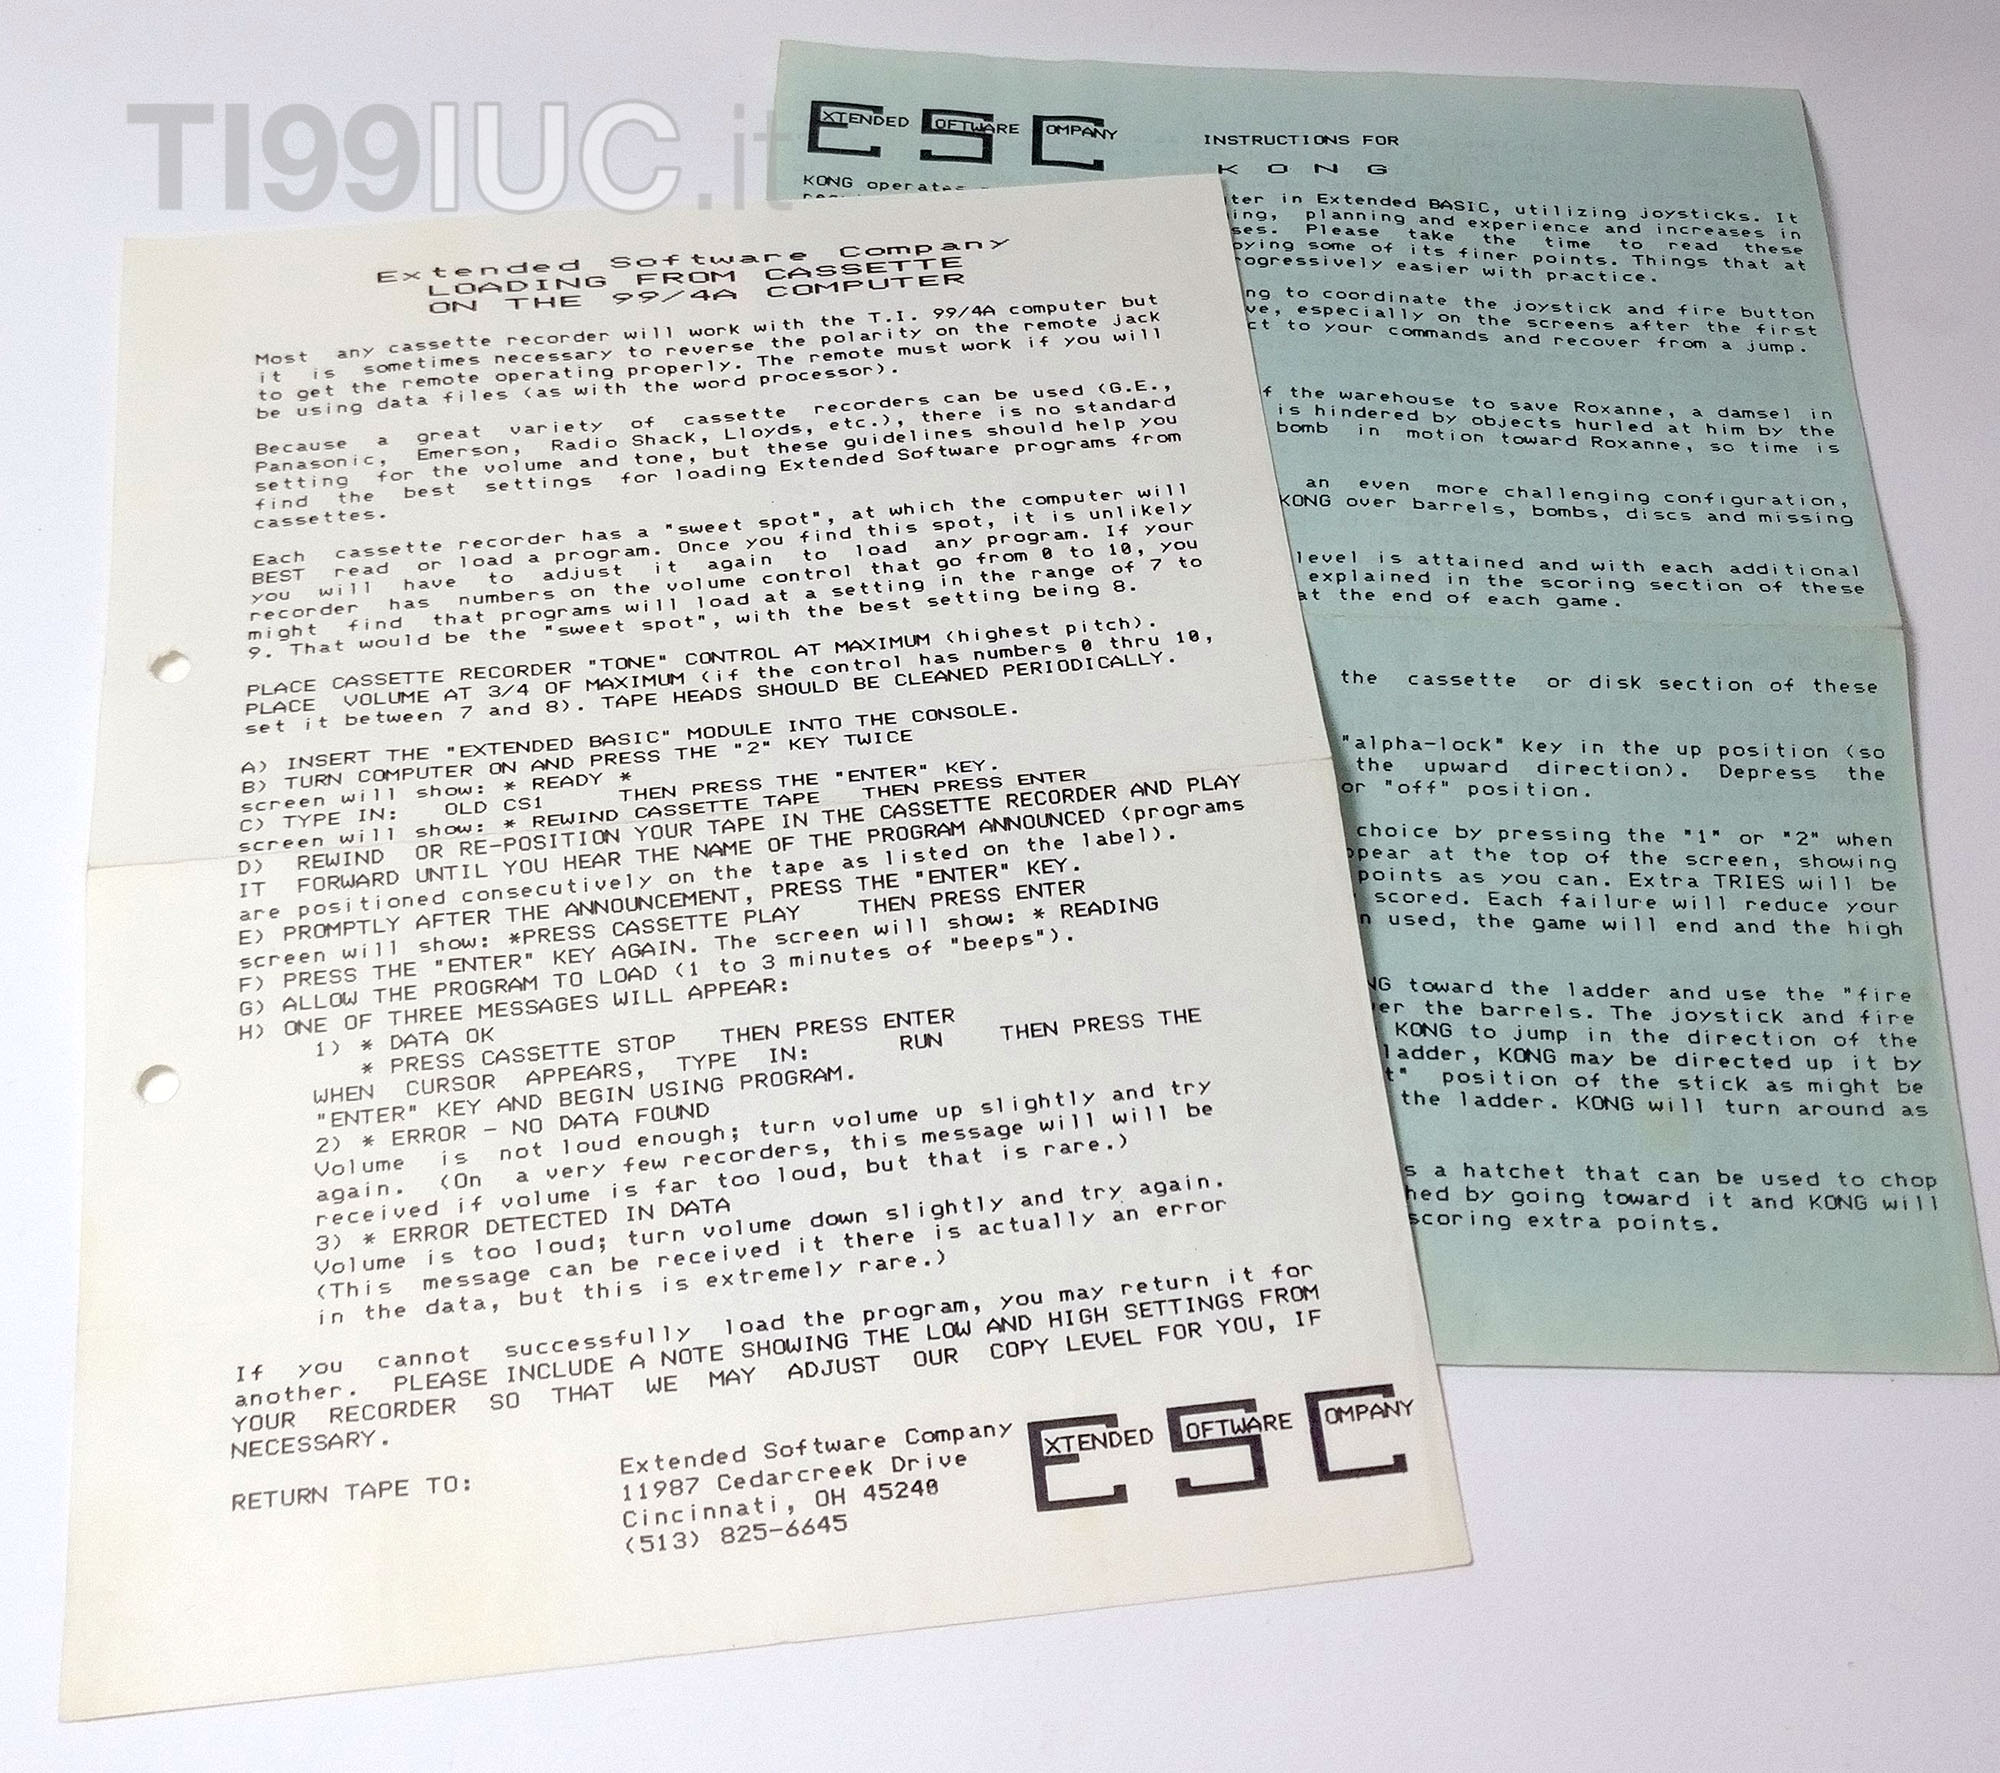 TI99IUC.it
Extended Software Company
LOADING FROM CASSETTE
ON THE 99/4A COMPUTER
Most any cassette recorder will work with the T.I. 99/4A computer but
it is sometimes necessary to reverse the polarity on the remote jack
to get the remote operating properly. The remote must work if you will
be using data files (as with the word processor).
Because a great variety of cassette recorders can be used (G.E.,
Panasonic, Emerson, Radio Shack, Lloyds, etc.), there is no standard
setting for the volume and tone, but these guidelines should help you
find the best settings for loading Extended Software programs from
cassettes.
Each cassette recorder has a "sweet spot", at which the computer will
BEST read or load a program. Once you find this spot, it is unlikely
you will have to adjust it again to load any program. If your
recorder has numbers on the volume control that go from 0 to 10, you
might find that programs will load at a setting in the range of 7 to
9. That would be the "sweet spot", with the best setting being 8.
PLACE CASSETTE RECORDER "TONE" CONTROL AT MAXIMUM (highest pitch).
PLACE VOLUME AT 3/4 OF MAXIMUM (if the control has numbers 0 thru 10,
set it between 7 and 8). TAPE HEADS SHOULD BE CLEANED PERIODICALLY.
A) INSERT THE "EXTENDED BASIC" MODULE INTO THE CONSOLE.
B) TURN COMPUTER ON AND PRESS THE "2" KEY TWICE
screen will show: * READY *
C) TYPE IN: OLD CS1 THEN PRESS THE "ENTER" KEY.
screen will show: * REWIND CASSETTE TAPE THEN PRESS ENTER
D) REWIND OR RE-POSITION YOUR TAPE IN THE CASSETTE RECORDER AND PLAY
IT FORWARD UNTIL YOU HEAR THE NAME OF THE PROGRAM ANNOUNCED (programs
are positioned consecutively on the tape as listed on the label).
E) PROMPTLY AFTER THE ANNOUNCEMENT, PRESS THE "ENTER" KEY.
screen will show: *PRESS CASSETTE PLAY THEN PRESS ENTER
F) PRESS THE "ENTER" KEY AGAIN. The screen will show: * READING
G) ALLOW THE PROGRAM TO LOAD (1 to 3 minutes of "beeps").
H) ONE OF THREE MESSAGES WILL APPEAR:
1) * DATA OK
* PRESS CASSETTE STOP THEN PRESS ENTER
WHEN CURSOR APPEARS, TYPE IN: RUN THEN PRESS THE
"ENTER" KEY AND BEGIN USING PROGRAM.
2) * ERROR - NO DATA FOUND
Volume is not loud enough; turn volume up slightly and try
again. (On a very few recorders, this message will will be
received if volume is far too loud, but that is rare.)
3) * ERROR DETECTED IN DATA
Volume is too loud; turn volume down slightly and try again.
(This message can be received it there is actually an error
in the data, but this is extremely rare.)
If you cannot successfully load the program, you may return it for
another. PLEASE INCLUDE A NOTE SHOWING THE LOW AND HIGH SETTINGS FROM
YOUR RECORDER SO THAT WE MAY ADJUST OUR COPY LEVEL FOR YOU, IF
NECESSARY.
RETURN TAPE TO:
Extended Software Company
11987 Cedarcreek Drive
Cincinnati, OH 45240
(513) 825-6645
EXTENDED SOFTWARE COMPANY
EXTENDED SOFTWARE COMPANY
INSTRUCTIONS FOR
K O N G
KONG operates
in Extended BASIC, utilizing joysticks. It
planning and experience and increases in
Please take the time to read these
some of its finer points. Things that at
easier with practice.
to coordinate the joystick and fire button
especially on the screens after the first
to your commands and recover from a jump.
the warehouse to save Roxanne, a damsel in
is hindered by objects hurled at him by the
bomb in motion toward Roxanne, so time is
an even more challenging configuration,
KONG over barrels, bombs, discs and missing
level is attained and with each additional
explained in the scoring section of these
at the end of each game.
the cassette or disk section of these
"alpha-lock" key in the up position (so
the upward direction). Depress the
or "off" position.
choice by pressing the "1" or "2" when
at the top of the screen, showing
points as you can. Extra TRIES will be
scored. Each failure will reduce your
used, the game will end and the high
toward the ladder and use the "fire
the barrels. The joystick and fire
KONG to jump in the direction of the
ladder, KONG may be directed up it by
position of the stick as might be
the ladder. KONG will turn around as
a hatchet that can be used to chop
by going toward it and KONG will
scoring extra points.